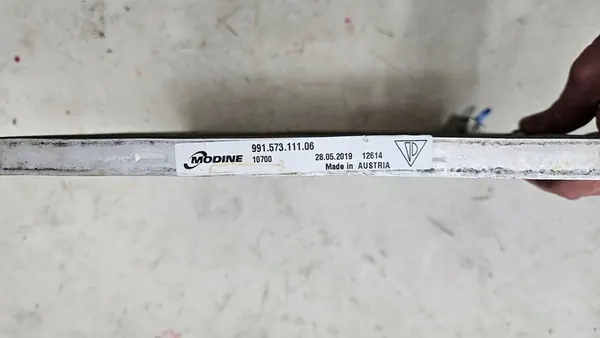 MODINE
991.573.111.06
10700
28.05.2019 12614
Made in AUSTRIA